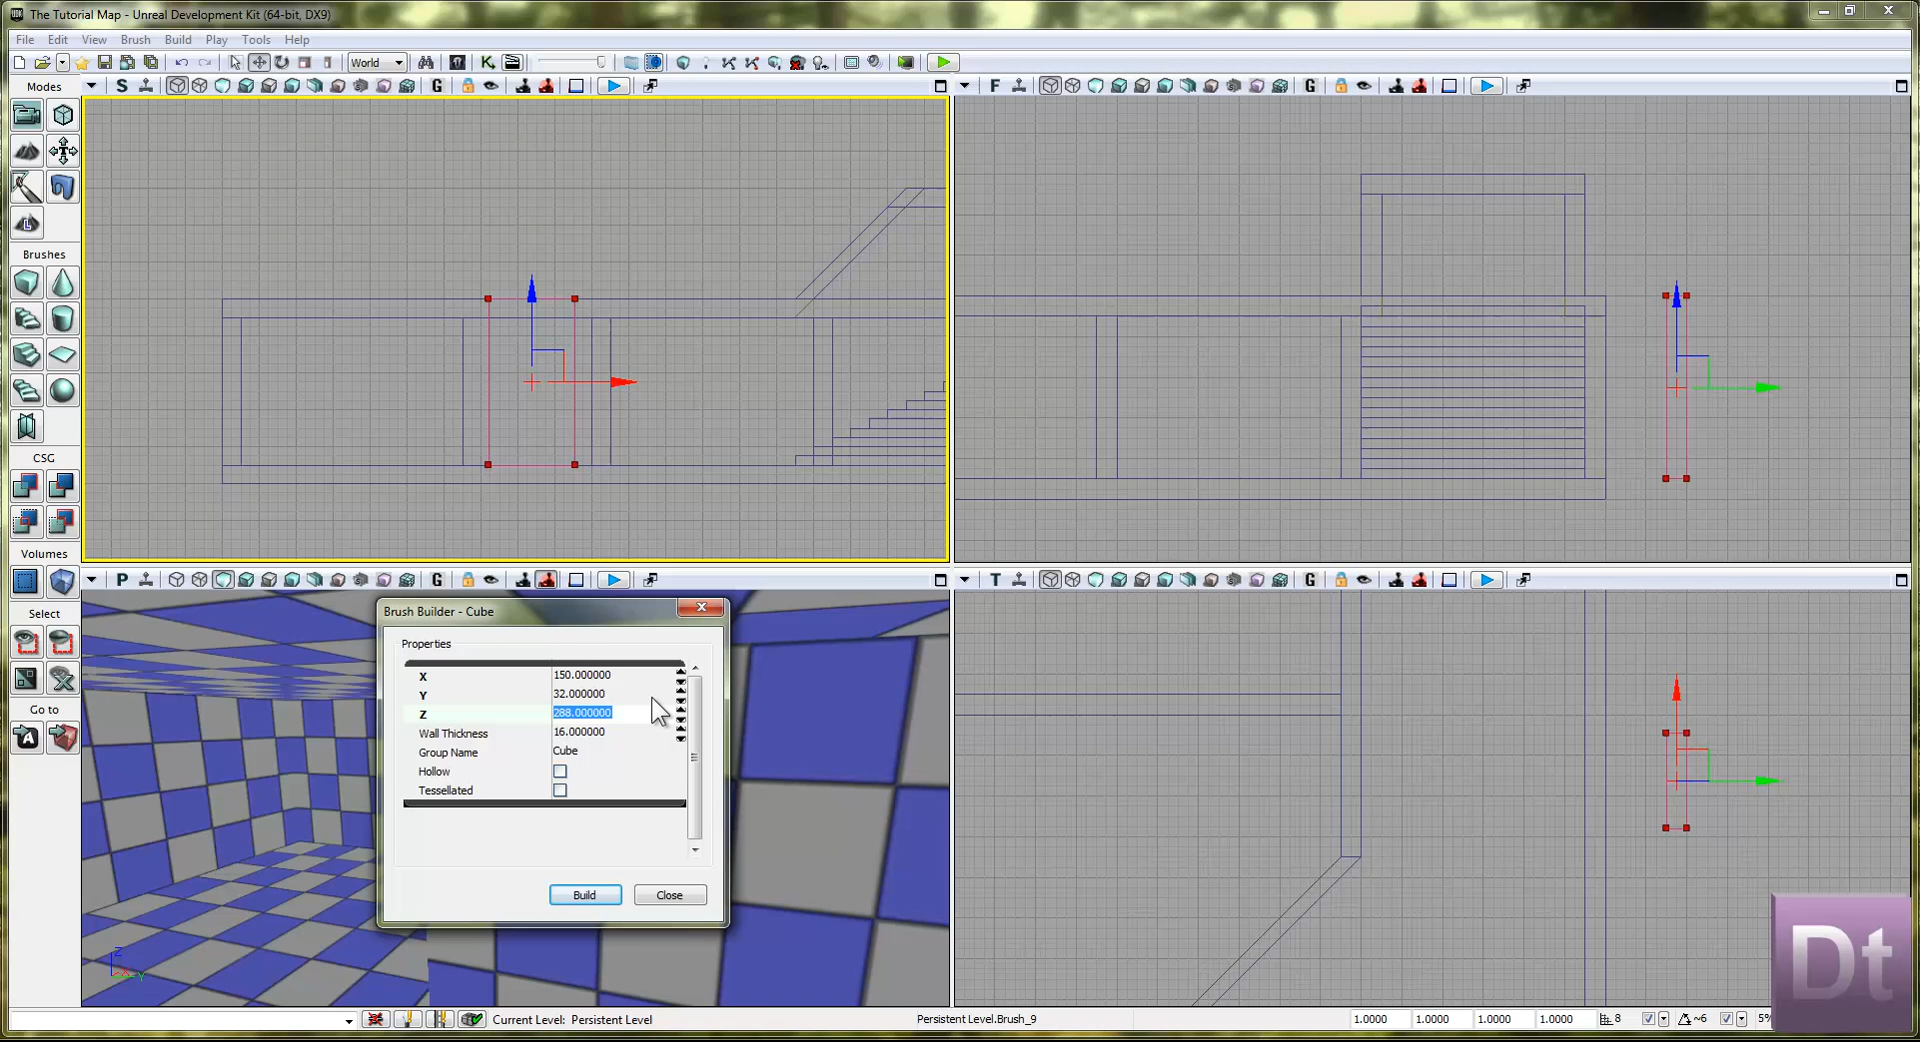 The Tutorial Map - Unreal Development Kit (64-bit, DX9)
File Edit View Brush Build Play Tools Help
World
Modes
S G
F G
Brushes
CSG
Volumes
P G
T G
Select
Go to
Brush Builder - Cube
Properties
X 150.000000
Y 32.000000
Z 288.000000
Wall Thickness 16.000000
Group Name Cube
Hollow
Tessellated
Build Close
Z
X Y
Dt
Current Level: Persistent Level
Persistent Level.Brush_9
1.0000 1.0000 1.0000 1.0000 8 ~6 5%